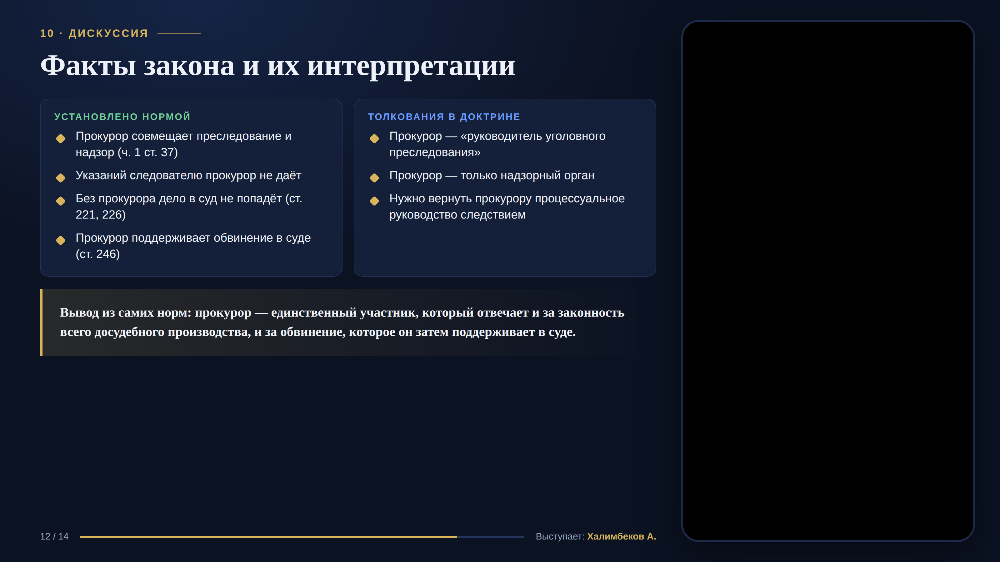 10 · ДИСКУССИЯ
Факты закона и их интерпретации
УСТАНОВЛЕНО НОРМОЙ
Прокурор совмещает преследование и
надзор (ч. 1 ст. 37)
Указаний следователю прокурор не даёт
Без прокурора дело в суд не попадёт (ст.
221, 226)
Прокурор поддерживает обвинение в суде
(ст. 246)
ТОЛКОВАНИЯ В ДОКТРИНЕ
Прокурор — «руководитель уголовного
преследования»
Прокурор — только надзорный орган
Нужно вернуть прокурору процессуальное
руководство следствием
Вывод из самих норм: прокурор — единственный участник, который отвечает и за законность
всего досудебного производства, и за обвинение, которое он затем поддерживает в суде.
12 / 14
Выступает: Халимбеков А.